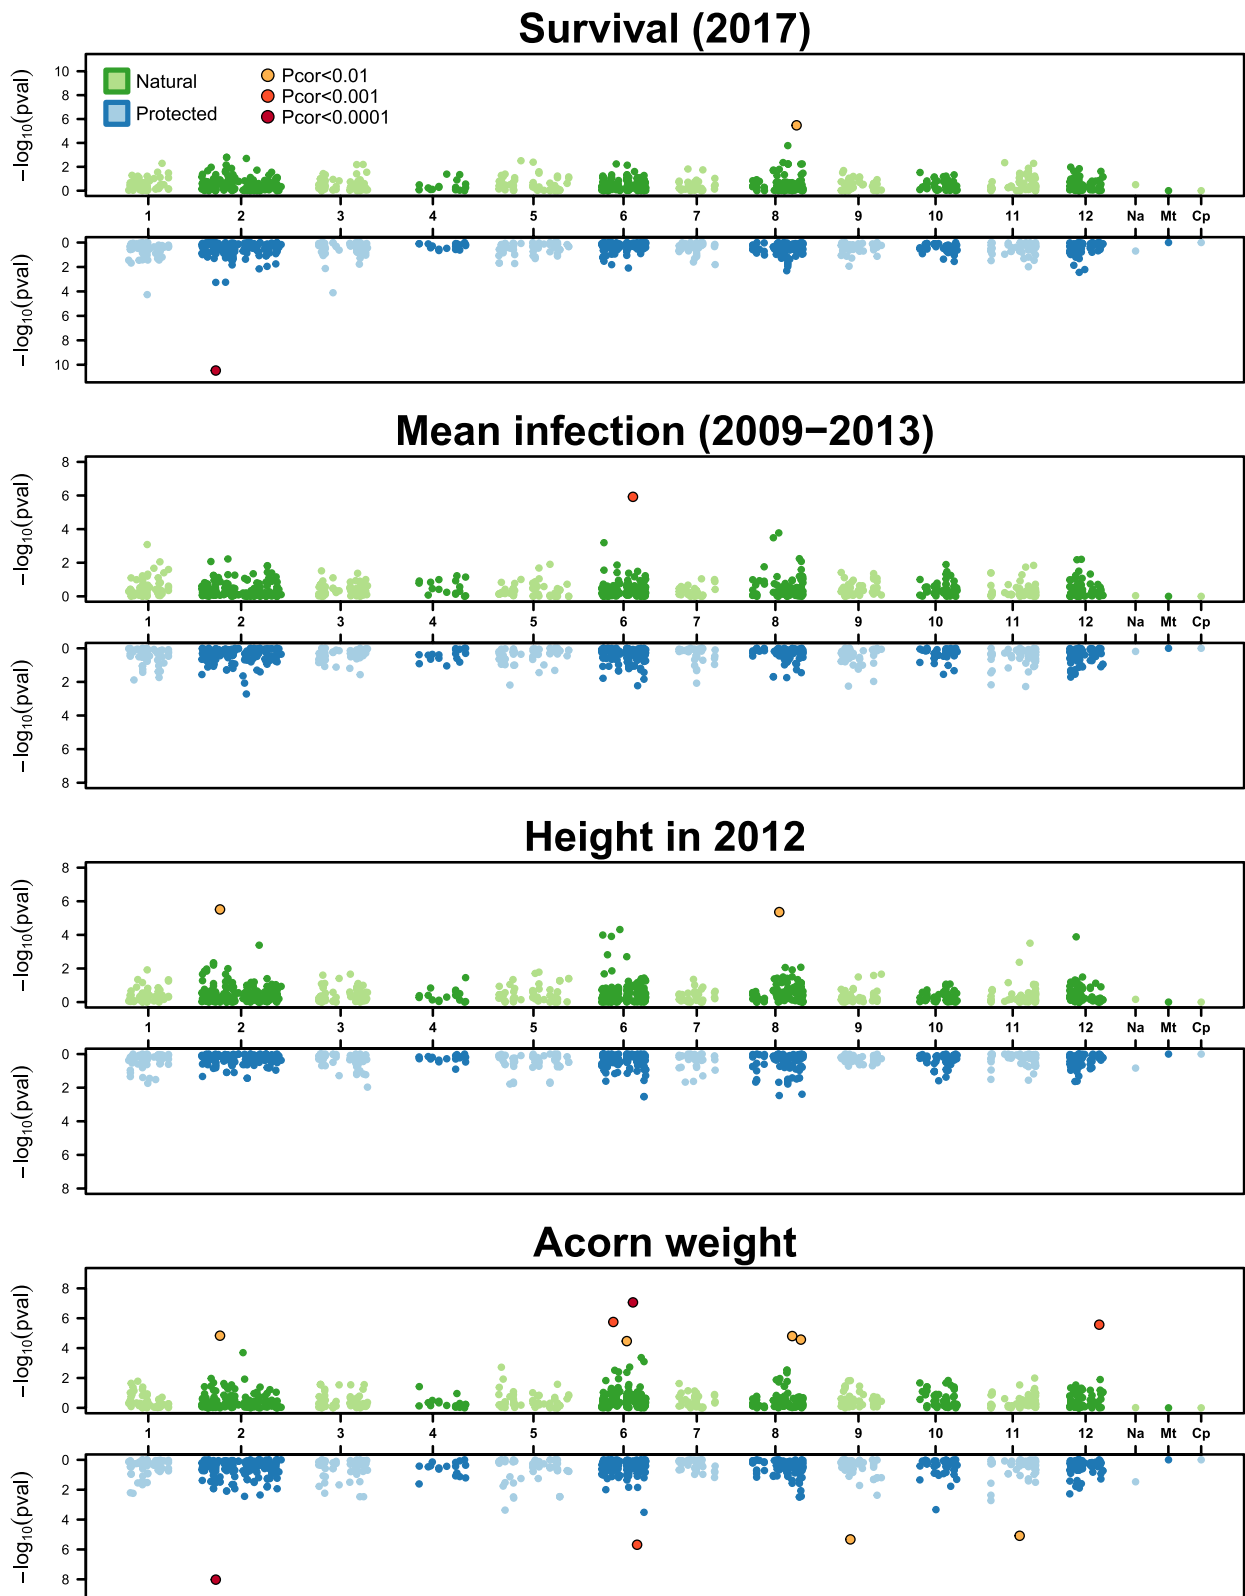 Survival (2017)
−log10(pval)
10
8
6
4
2
0
Natural
Protected
Pcor<0.01
Pcor<0.001
Pcor<0.0001
1 2 3 4 5 6 7 8 9 10 11 12 Na Mt Cp
−log10(pval)
0
2
4
6
8
10
Mean infection (2009−2013)
−log10(pval)
8
6
4
2
0
1 2 3 4 5 6 7 8 9 10 11 12 Na Mt Cp
−log10(pval)
0
2
4
6
8
Height in 2012
−log10(pval)
8
6
4
2
0
1 2 3 4 5 6 7 8 9 10 11 12 Na Mt Cp
−log10(pval)
0
2
4
6
8
Acorn weight
−log10(pval)
8
6
4
2
0
1 2 3 4 5 6 7 8 9 10 11 12 Na Mt Cp
−log10(pval)
0
2
4
6
8